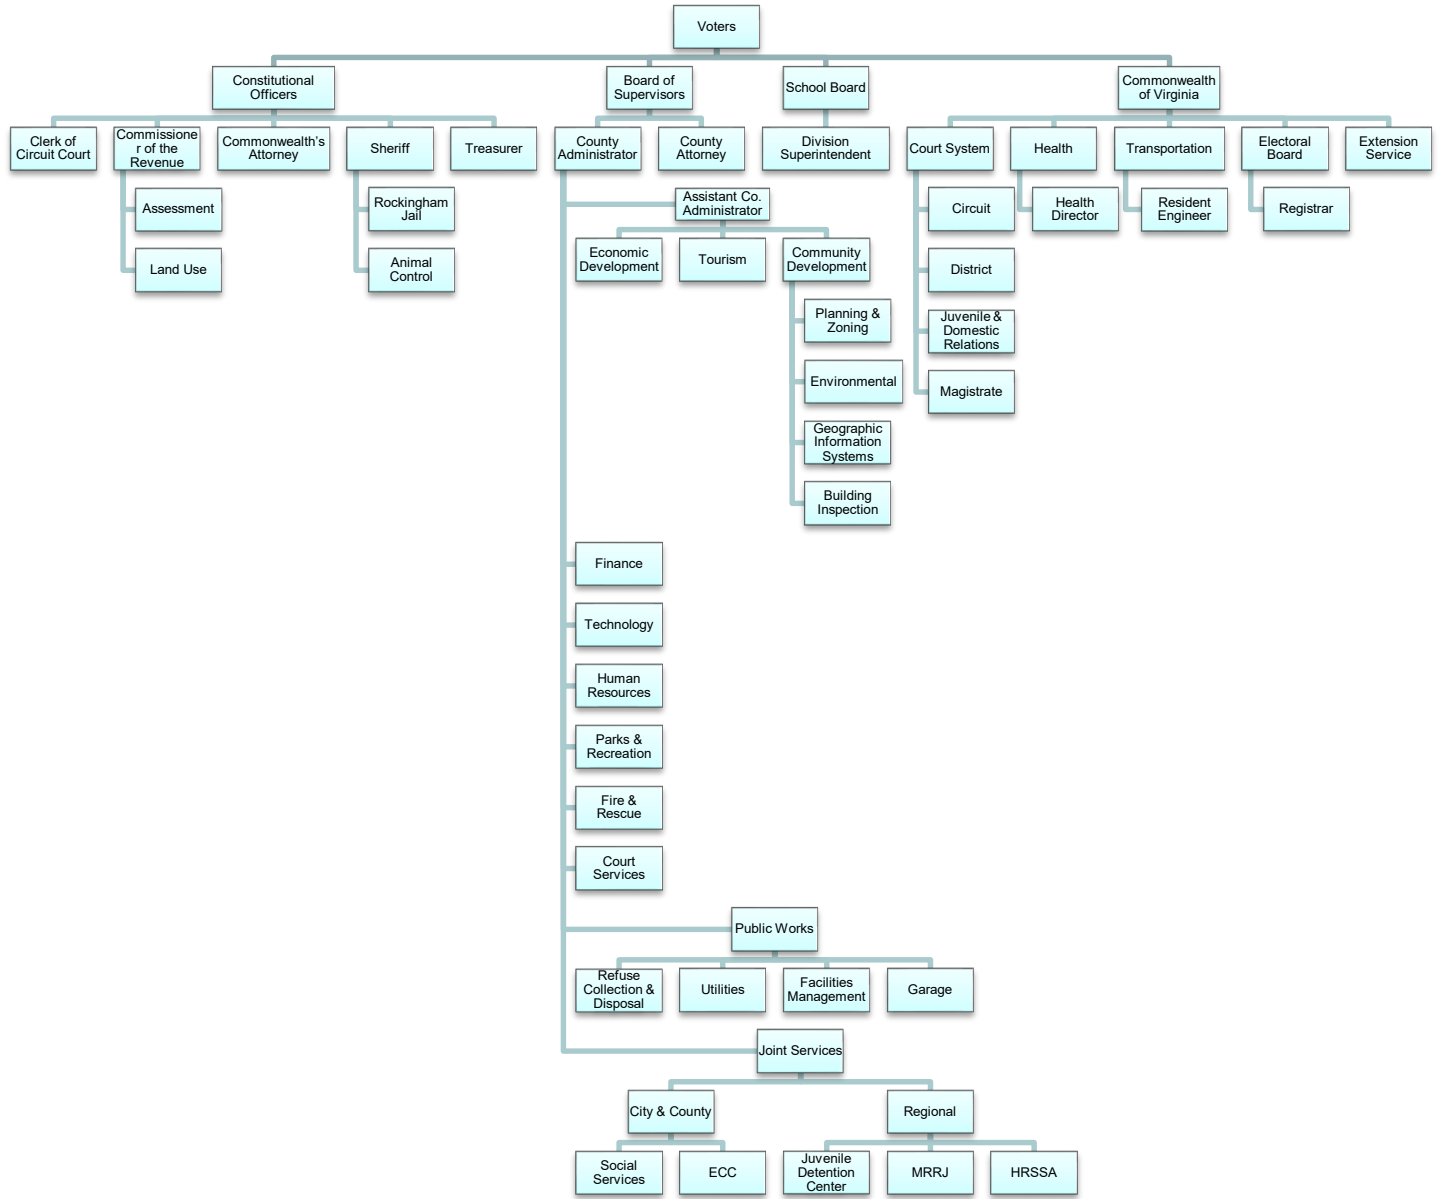 Voters
Constitutional
Officers
Board of
Supervisors
School Board
Commonwealth
of Virginia
Clerk of
Circuit Court
Commissione
r of the
Revenue
Commonwealth's
Attorney
Sheriff
Treasurer
County
Administrator
County
Attorney
Division
Superintendent
Court System
Health
Transportation
Electoral
Board
Extension
Service
Assessment
Rockingham
Jail
Assistant Co.
Administrator
Circuit
Health
Director
Resident
Engineer
Registrar
Land Use
Animal
Control
Economic
Development
Tourism
Community
Development
District
Planning &
Zoning
Juvenile &
Domestic
Relations
Environmental
Magistrate
Geographic
Information
Systems
Building
Inspection
Finance
Technology
Human
Resources
Parks &
Recreation
Fire &
Rescue
Court
Services
Public Works
Refuse
Collection &
Disposal
Utilities
Facilities
Management
Garage
Joint Services
City & County
Regional
Social
Services
ECC
Juvenile
Detention
Center
MRRJ
HRSSA